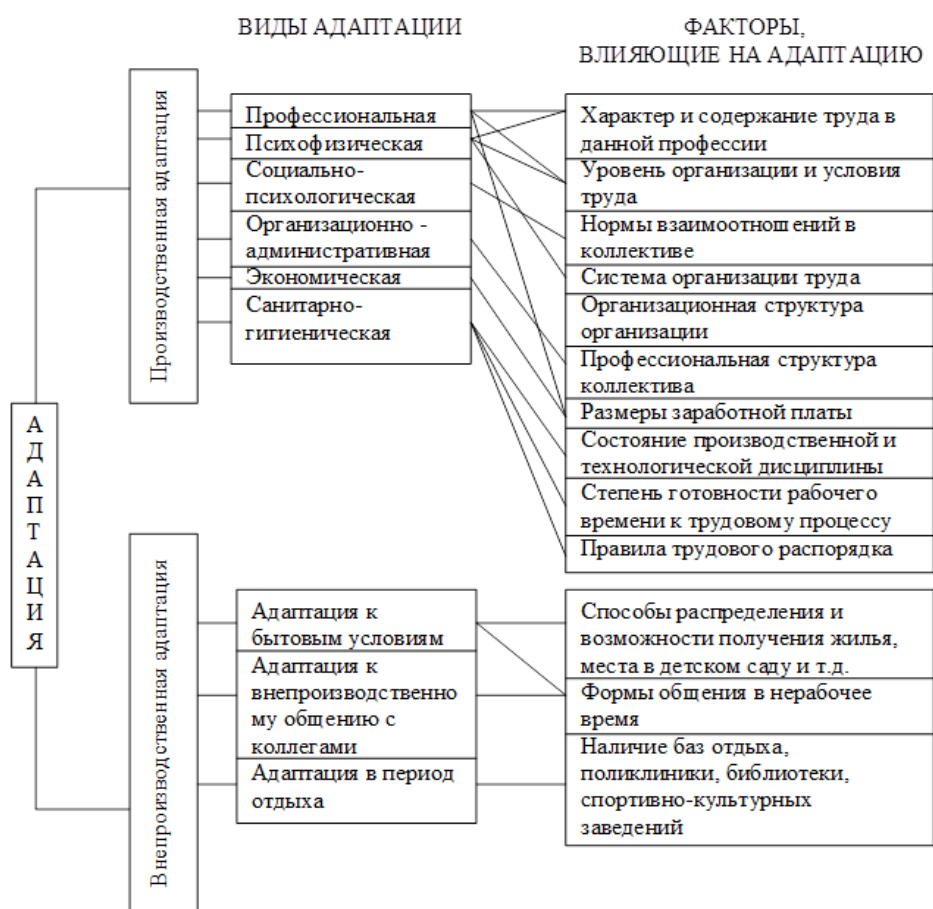 ВИДЫ АДАПТАЦИИ
ФАКТОРЫ,
ВЛИЯЮЩИЕ НА АДАПТАЦИЮ
АДАПТАЦИЯ
Производственная адаптация
Профессиональная
Психофизическая
Социально-
психологическая
Организационно -
административная
Экономическая
Санитарно-
гигиеническая
Характер и содержание труда в
данной профессии
Уровень организации и условия
труда
Нормы взаимоотношений в
коллективе
Система организации труда
Организационная структура
организации
Профессиональная структура
коллектива
Размеры заработной платы
Состояние производственной и
технологической дисциплины
Степень готовности рабочего
времени к трудовому процессу
Правила трудового распорядка
Внепроизводственная адаптация
Адаптация к
бытовым условиям
Адаптация к
внепроизводственно
му общению с
коллегами
Адаптация в период
отдыха
Способы распределения и
возможности получения жилья,
места в детском саду и т.д.
Формы общения в нерабочее
время
Наличие баз отдыха,
поликлиники, библиотеки,
спортивно-культурных
заведений